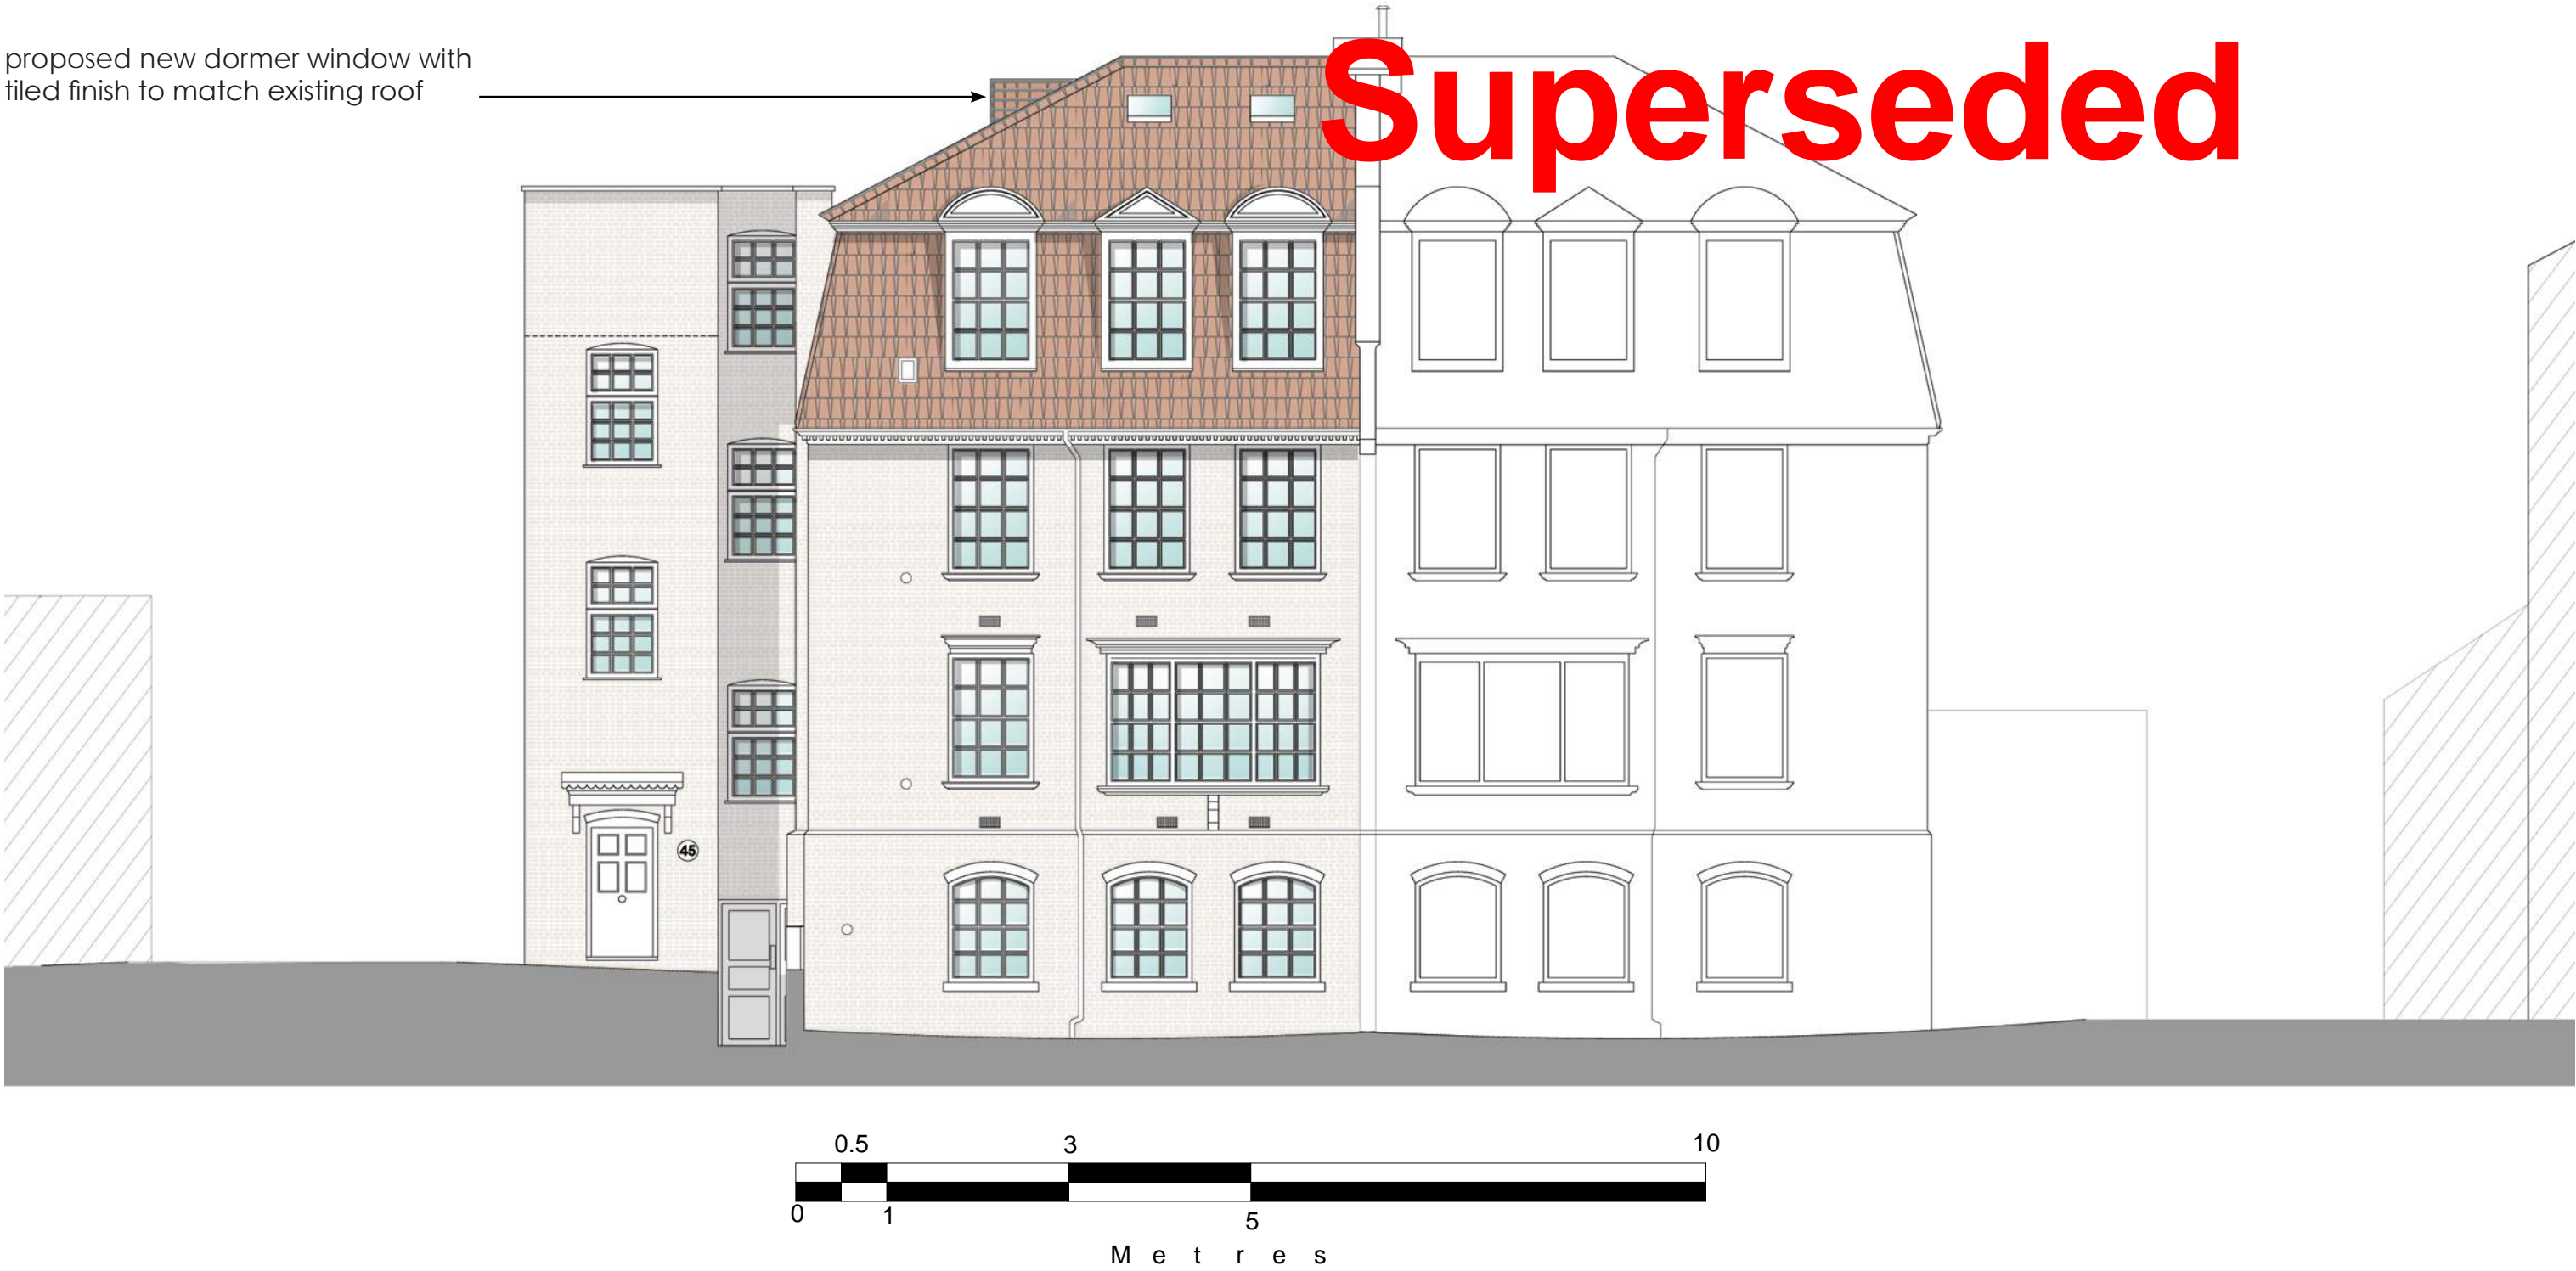 proposed new dormer window with
tiled finish to match existing roof
Superseded
45
0.5 3 10
0 1 5
Metres